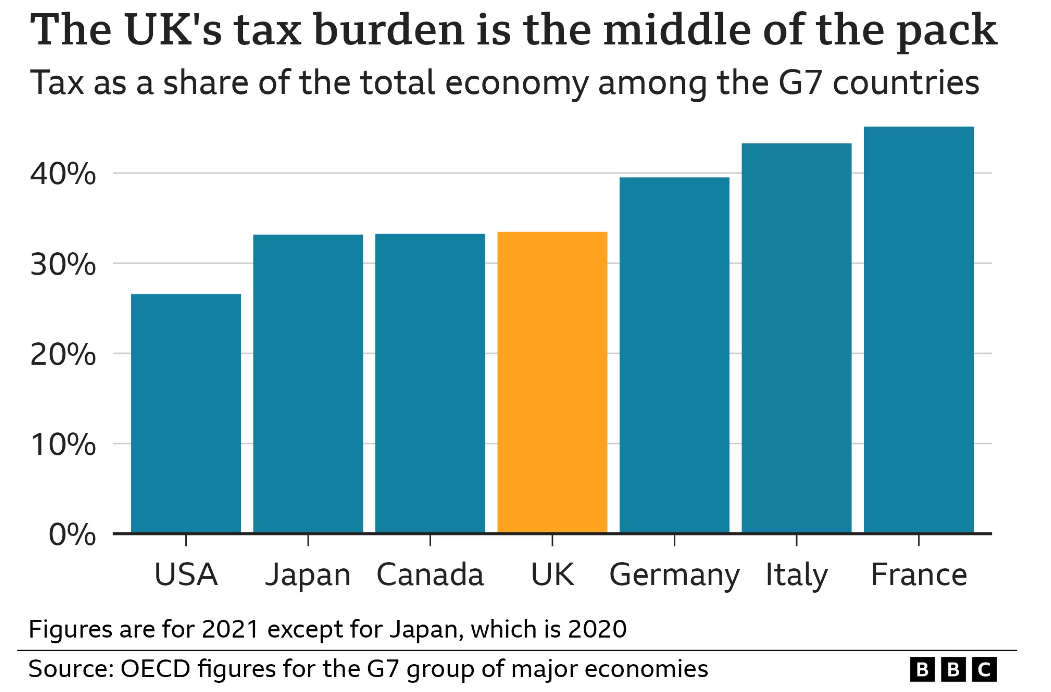 The UK's tax burden is the middle of the pack
Tax as a share of the total economy among the G7 countries
40%
30%
20%
10%
0%
USA Japan Canada UK Germany Italy France
Figures are for 2021 except for Japan, which is 2020
Source: OECD figures for the G7 group of major economies
BBC